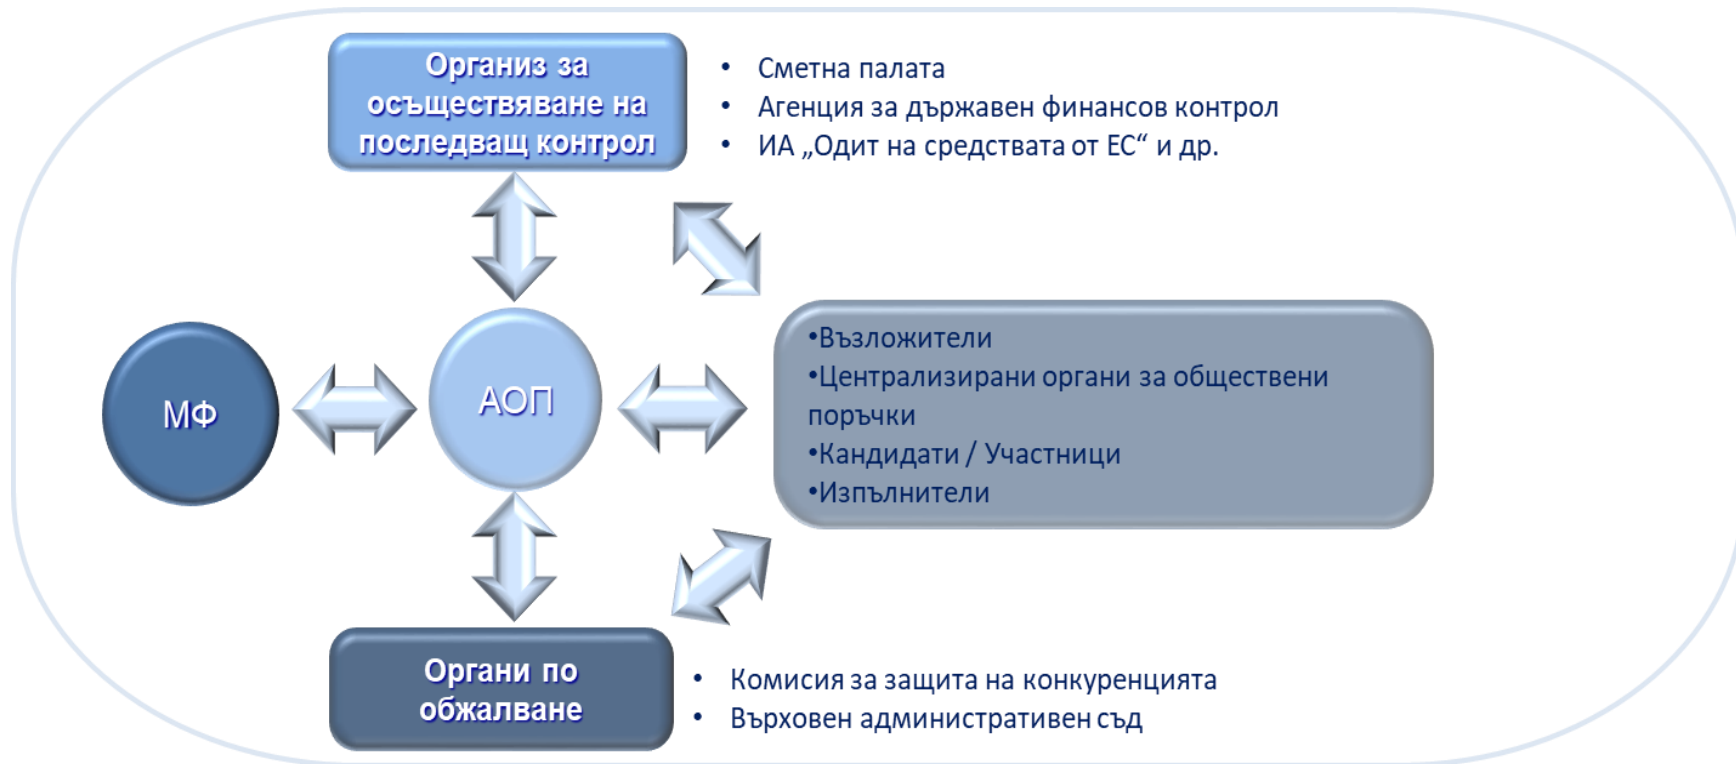 Организ за
осъществяване на
последващ контрол
• Сметна палата
• Агенция за държавен финансов контрол
• ИА „Одит на средствата от ЕС“ и др.
МФ
АОП
•Възложители
•Централизирани органи за обществени
поръчки
•Кандидати / Участници
•Изпълнители
Органи по
обжалване
• Комисия за защита на конкуренцията
• Върховен административен съд